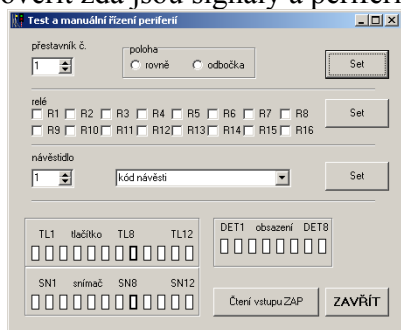 ověřit zda jsou signály a periferi
Test a manuální řízení periferií
přestavník č.
poloha
1
rovně odbočka
Set
relé
R1 R2 R3 R4 R5 R6 R7 R8
Set
R9 R10 R11 R12 R13 R14 R15 R16
návěstidlo
1
kód návěsti
Set
TL1 tlačítko TL8 TL12
DET1 obsazení DET8
SN1 snímač SN8 SN12
Čtení vstupu ZAP
ZAVŘÍT